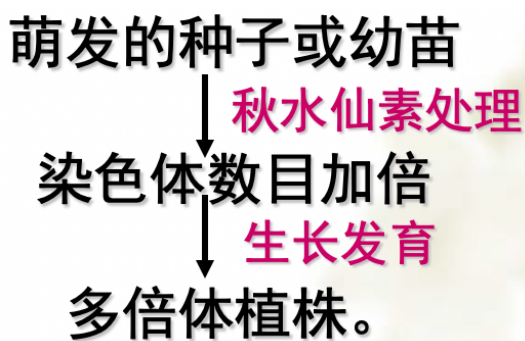 萌发的种子或幼苗
秋水仙素处理
染色体数目加倍
生长发育
多倍体植株。